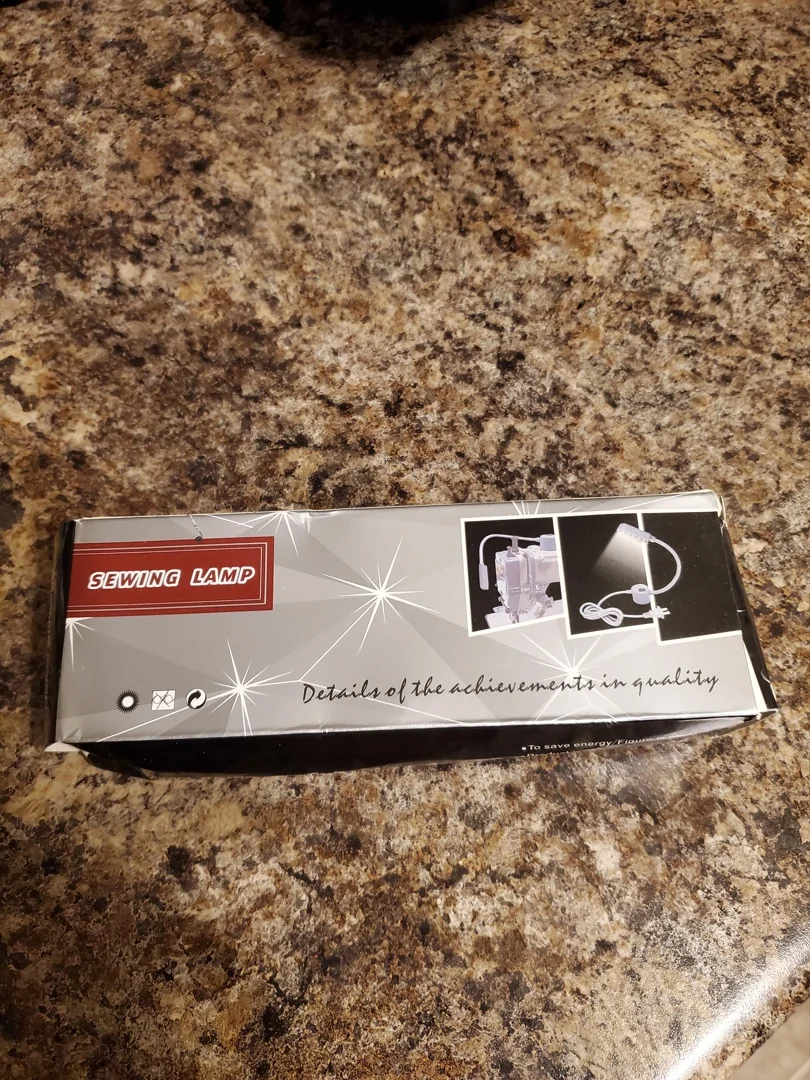 SEWING LAMP
Details of the achievements in quality
•To save energy/